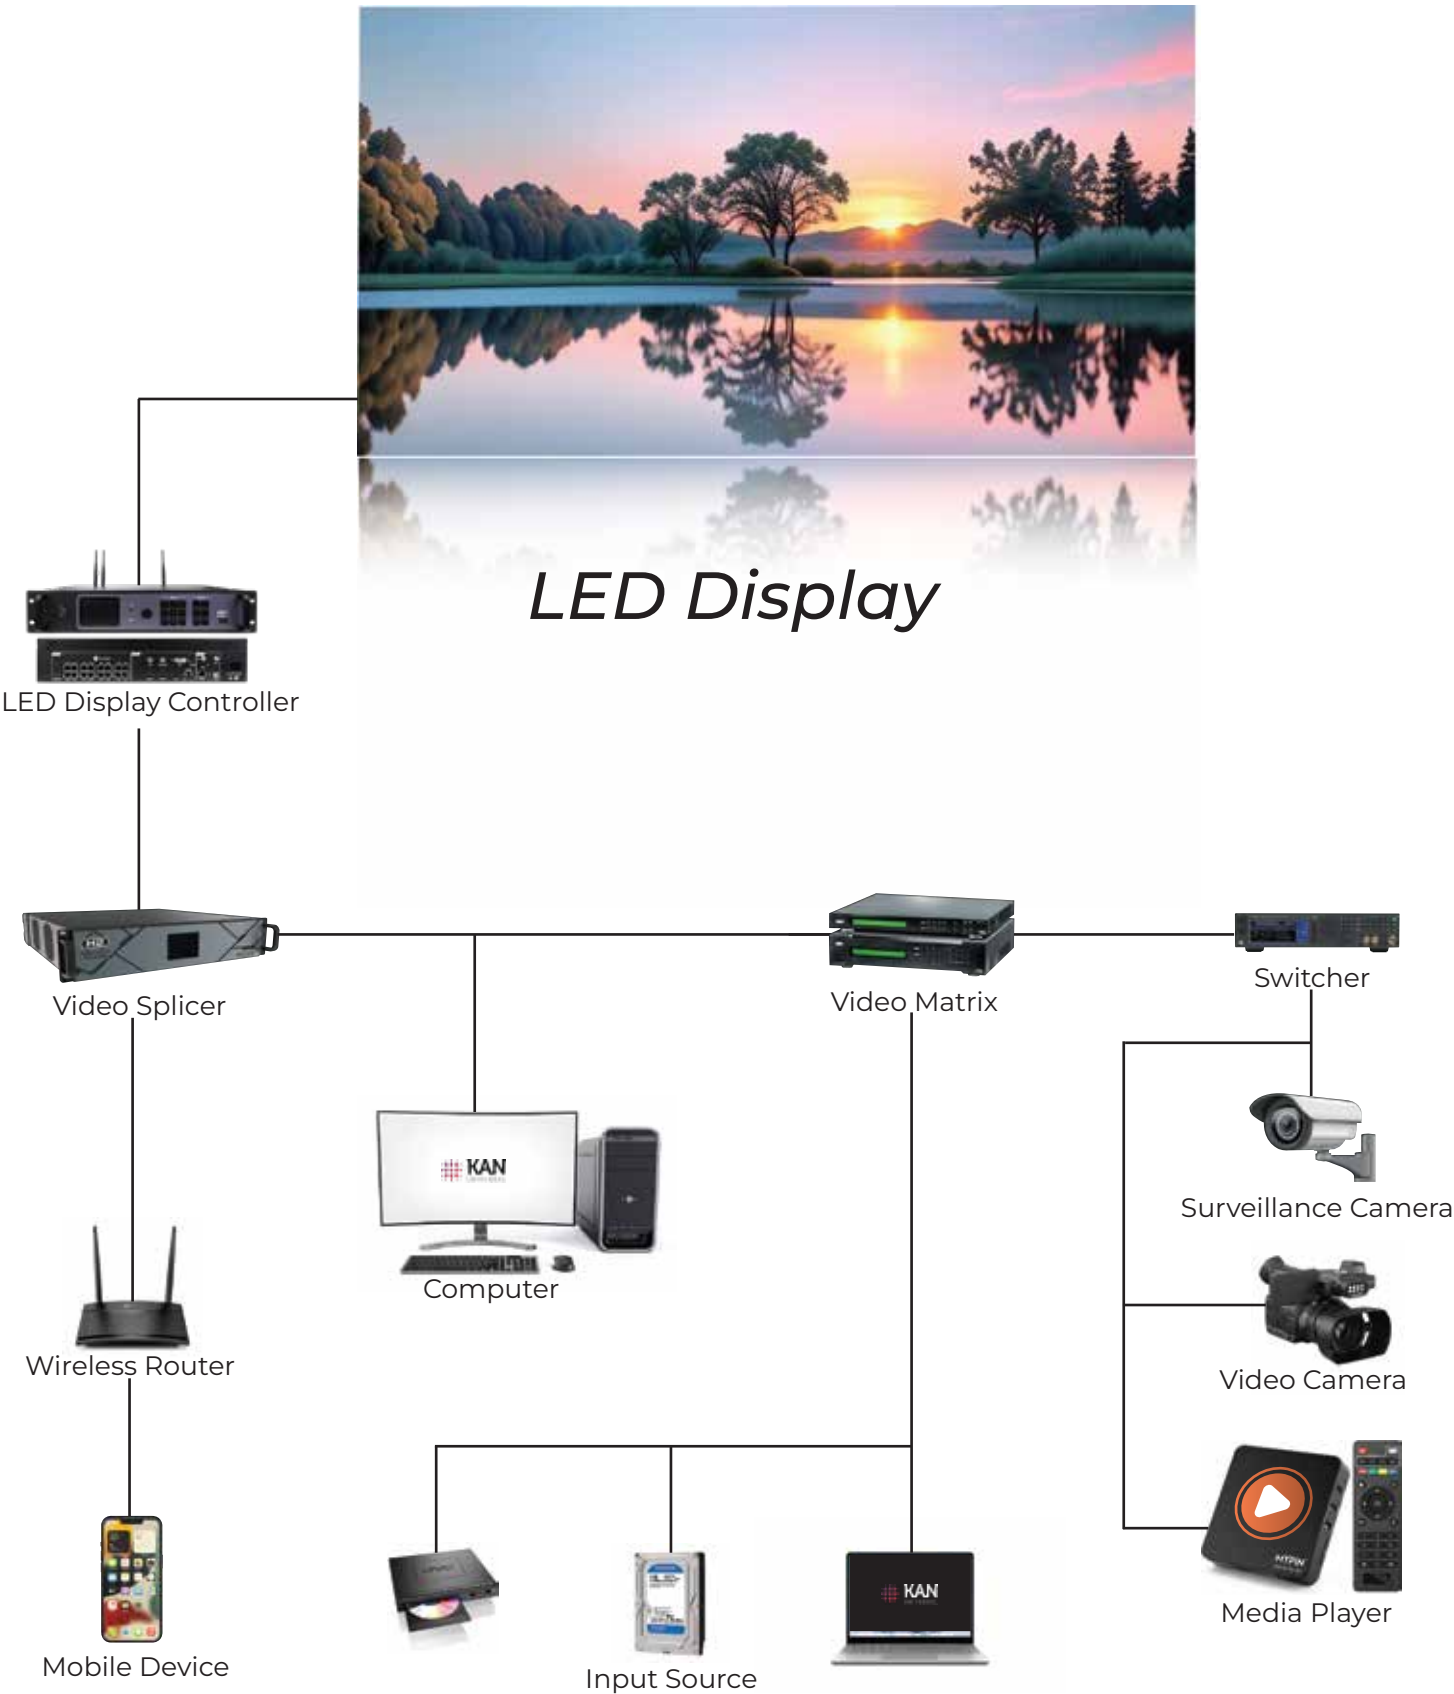 LED Display
LED Display Controller
H2
Video Splicer
Video Matrix
Switcher
KAN
Surveillance Camera
Computer
Wireless Router
Video Camera
KAN
Media Player
Mobile Device
Input Source